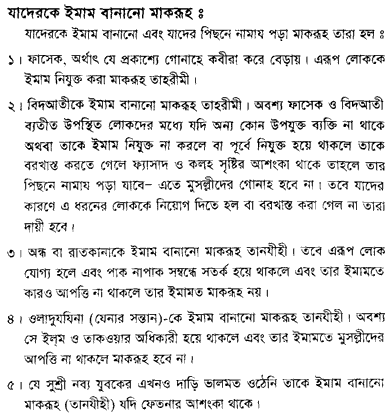 যাদেরকে ইমাম বানানো মাকরূহ ঃ
যাদেরকে ইমাম বানানো এবং যাদের পিছনে নামায পড়া মাকরূহ তারা হল ঃ
১। ফাসেক, অর্থাৎ যে প্রকাশ্যে গোনাহে কবীরা করে বেড়ায়। এরূপ লোককে
ইমাম নিযুক্ত করা মাকরূহ তাহরীমী।
২। বিদআতীকে ইমাম বানানো মাকরূহ তাহরীমী। অবশ্য ফাসেক ও বিদআতী
ব্যতীত উপস্থিত লোকদের মধ্যে যদি অন্য কোন উপযুক্ত ব্যক্তি না থাকে
অথবা তাকে ইমাম নিযুক্ত না করলে বা পূর্বে নিযুক্ত হয়ে থাকলে তাকে
বরখাস্ত করতে গেলে ফ্যাসাদ ও কলহ সৃষ্টির আশংকা থাকে তাহলে তার
পিছনে নামায পড়া যাবে– এতে মুসল্লীদের গোনাহ হবে না। তবে যাদের
কারণে এ ধরনের লোককে নিয়োগ দিতে হল বা বরখাস্ত করা গেল না তারা
দায়ী হবে।
৩। অন্ধ বা রাতকানাকে ইমাম বানানো মাকরূহ তানযীহী। তবে এরূপ লোক
যোগ্য হলে এবং পাক নাপাক সম্বন্ধে সতর্ক হয়ে থাকলে এবং তার ইমামতে
কারও আপত্তি না থাকলে তার ইমামত মাকরূহ নয়।
৪। ওলাদুযযিনা (যেনার সন্তান)-কে ইমাম বানানো মাকরূহ তানযীহী। অবশ্য
সে ইল্‌ম ও তাকওয়ার অধিকারী হয়ে থাকলে এবং তার ইমামতে মুসল্লীদের
আপত্তি না থাকলে মাকরূহ হবে না।
৫। যে সুশ্রী নব্য যুবকের এখনও দাড়ি ভালমত ওঠেনি তাকে ইমাম বানানো
মাকরূহ (তানযীহী) যদি ফেতনার আশংকা থাকে।